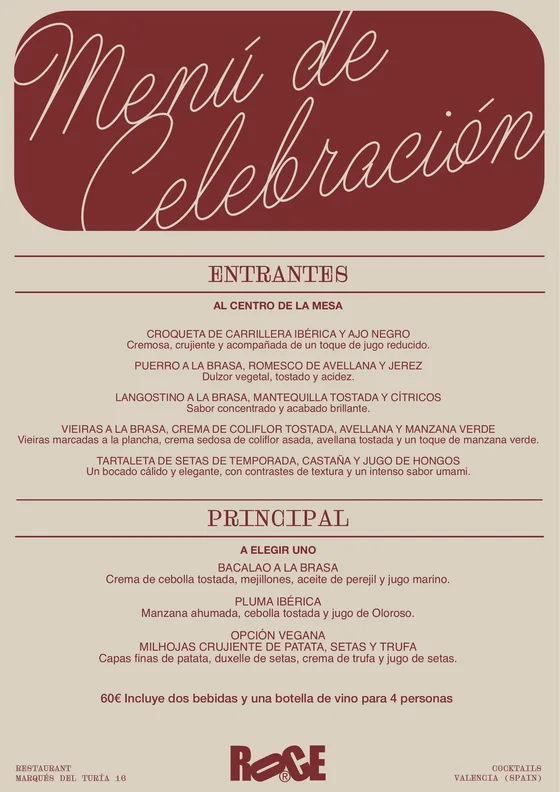 Menú de
Celebración
ENTRANTES
AL CENTRO DE LA MESA
CROQUETA DE CARRILLERA IBÉRICA Y AJO NEGRO
Cremosa, crujiente y acompañada de un toque de jugo reducido.
PUERRO A LA BRASA, ROMESCO DE AVELLANA Y JEREZ
Dulzor vegetal, tostado y acidez.
LANGOSTINO A LA BRASA, MANTEQUILLA TOSTADA Y CÍTRICOS
Sabor concentrado y acabado brillante.
VIEIRAS A LA BRASA, CREMA DE COLIFLOR TOSTADA, AVELLANA Y MANZANA VERDE
Vieiras marcadas a la plancha, crema sedosa de coliflor asada, avellana tostada y un toque de manzana verde.
TARTALETA DE SETAS DE TEMPORADA, CASTAÑA Y JUGO DE HONGOS
Un bocado cálido y elegante, con contrastes de textura y un intenso sabor umami.
PRINCIPAL
A ELEGIR UNO
BACALAO A LA BRASA
Crema de cebolla tostada, mejillones, aceite de perejil y jugo marino.
PLUMA IBÉRICA
Manzana ahumada, cebolla tostada y jugo de Oloroso.
OPCIÓN VEGANA
MILHOJAS CRUJIENTE DE PATATA, SETAS Y TRUFA
Capas finas de patata, duxelle de setas, crema de trufa y jugo de setas.
60€ Incluye dos bebidas y una botella de vino para 4 personas
RESTAURANT
MARQUÉS DEL TURÍA 16
®
COCKTAILS
VALENCIA (SPAIN)